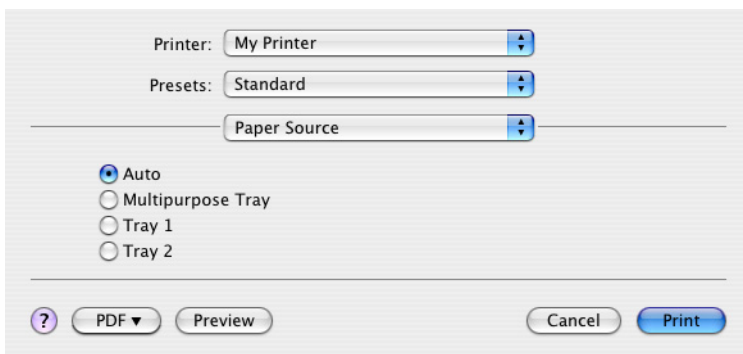 Printer: My Printer
Presets: Standard
Paper Source
Auto
Multipurpose Tray
Tray 1
Tray 2
? PDF ▼ Preview Cancel Print